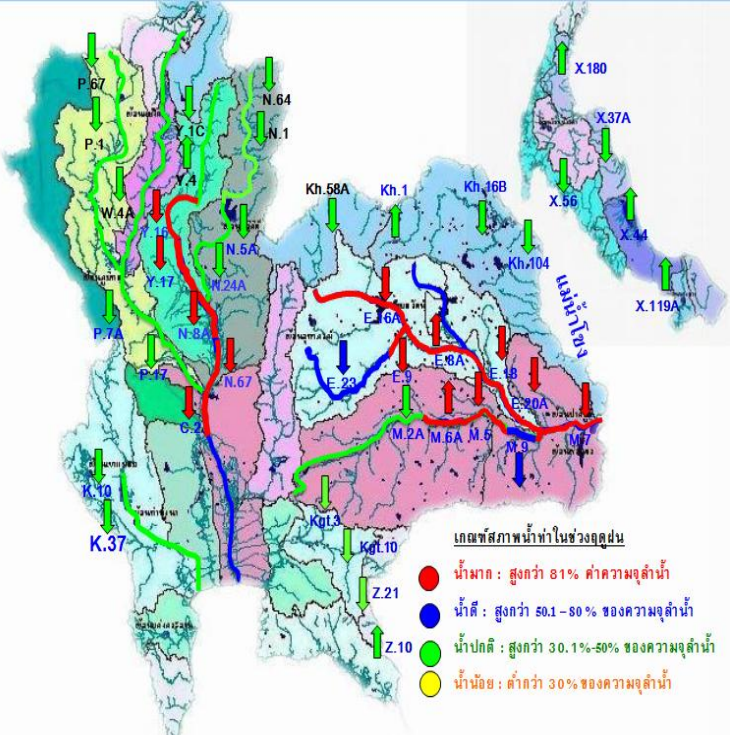 P.67
P.1
W.4A
Y.1C
Y.4
N.64
N.1
Y.16
Y.17
N.5A
N.24A
N.8A
P.7A
P.17
N.67
C.2
K.10
K.37
Kh.58A
Kh.1
Kh.16B
Kh.104
แม่น้ำโขง
E.16A
E.8A
E.23
E.9
E.18
E.20A
M.2A
M.6A
M.5
M.9
M.7
Kgt.3
Kgt.10
Z.21
Z.10
X.180
X.37A
X.56
X.44
X.119A
เกณฑ์สภาพน้ำท่าในช่วงฤดูฝน
น้ำมาก : สูงกว่า 81% ค่าความจุลำน้ำ
น้ำดี : สูงกว่า 50.1 - 80% ของความจุลำน้ำ
น้ำปกติ : สูงกว่า 30.1%-50% ของความจุลำน้ำ
น้ำน้อย : ต่ำกว่า 30% ของความจุลำน้ำ